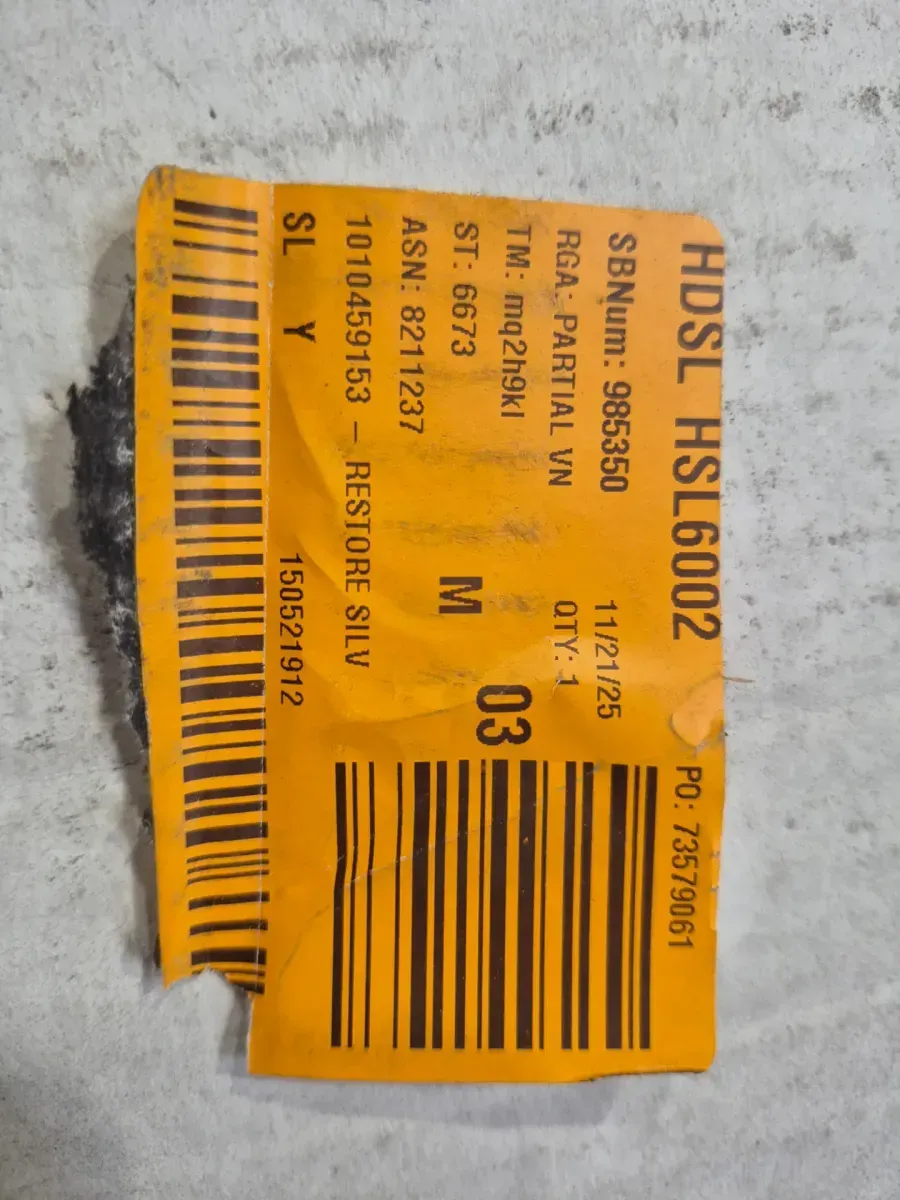 HDSL HSL6002
PO: 73579061
SBNum: 985350 11/21/25
RGA: PARTIAL VN QTY: 1
TM: mq2h9kl
03
ST: 6673 M
ASN: 8211237
1010459153 - RESTORE SILV
SL Y 150521912